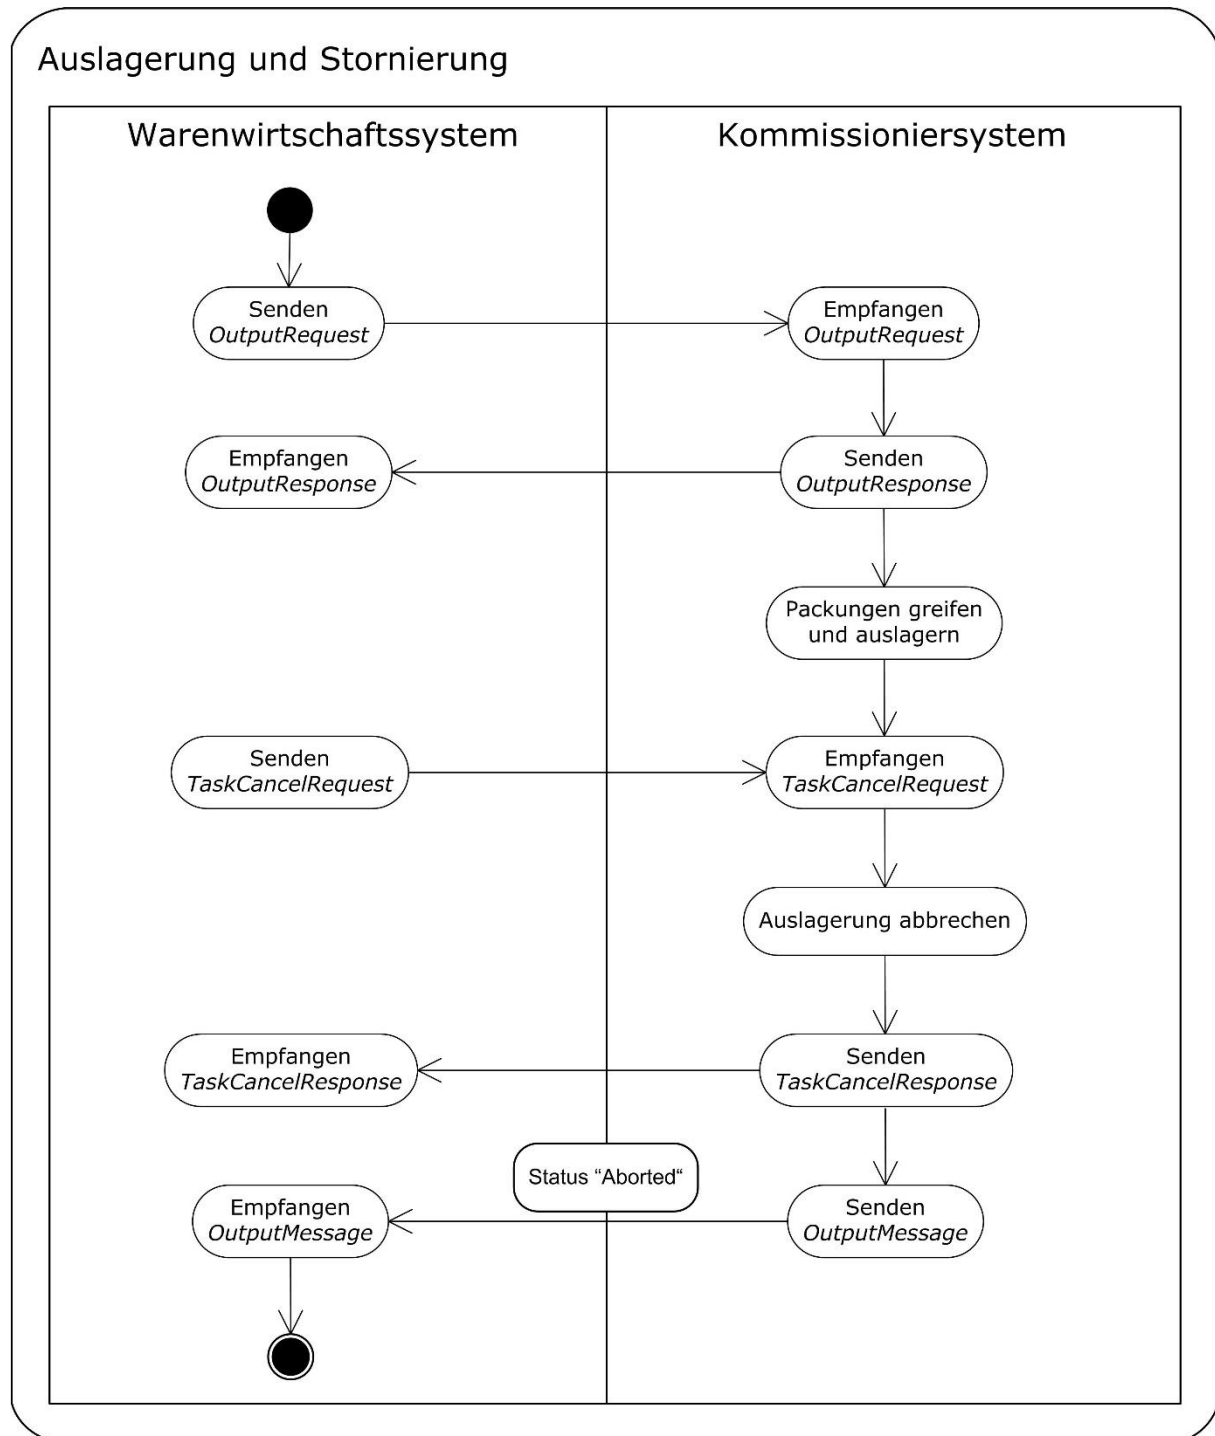 Auslagerung und Stornierung
Warenwirtschaftssystem
Kommissioniersystem
Senden
OutputRequest
Empfangen
OutputRequest
Empfangen
OutputResponse
Senden
OutputResponse
Packungen greifen
und auslagern
Senden
TaskCancelRequest
Empfangen
TaskCancelRequest
Auslagerung abbrechen
Empfangen
TaskCancelResponse
Senden
TaskCancelResponse
Status “Aborted“
Empfangen
OutputMessage
Senden
OutputMessage